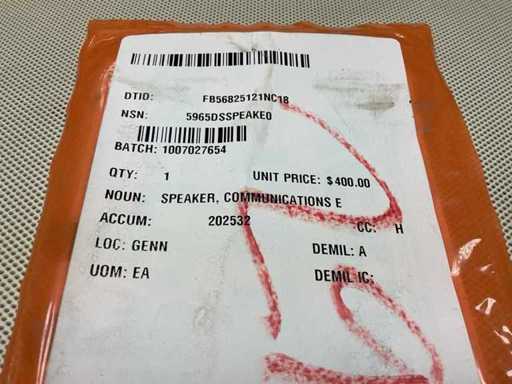 DTID: FB56825121NC18
NSN: 5965DSSPEAKE0
BATCH: 1007027654
QTY: 1 UNIT PRICE: $400.00
NOUN: SPEAKER, COMMUNICATIONS E
ACCUM: 202532 CC: H
LOC: GENN DEMIL: A
UOM: EA DEMIL IC: